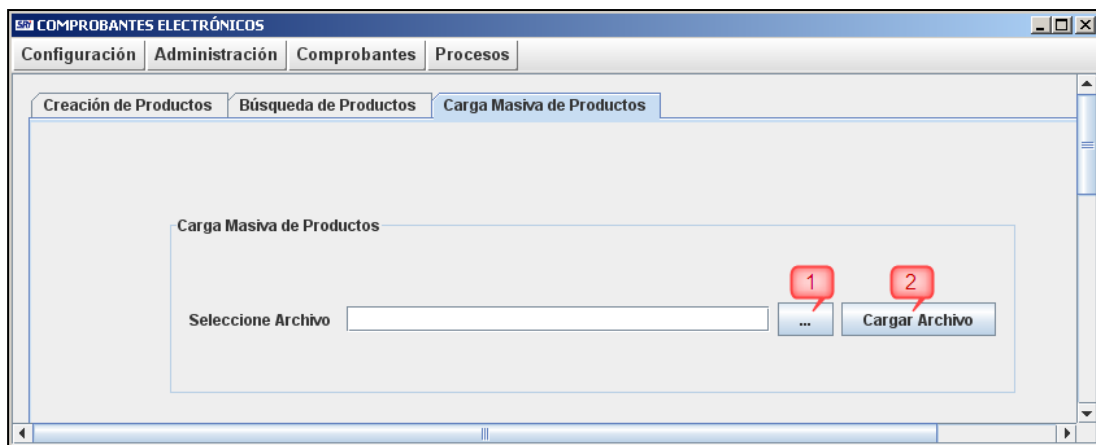 SRI COMPROBANTES ELECTRÓNICOS
Configuración Administración Comprobantes Procesos
Creación de Productos Búsqueda de Productos Carga Masiva de Productos
Carga Masiva de Productos
1 2
Seleccione Archivo ... Cargar Archivo